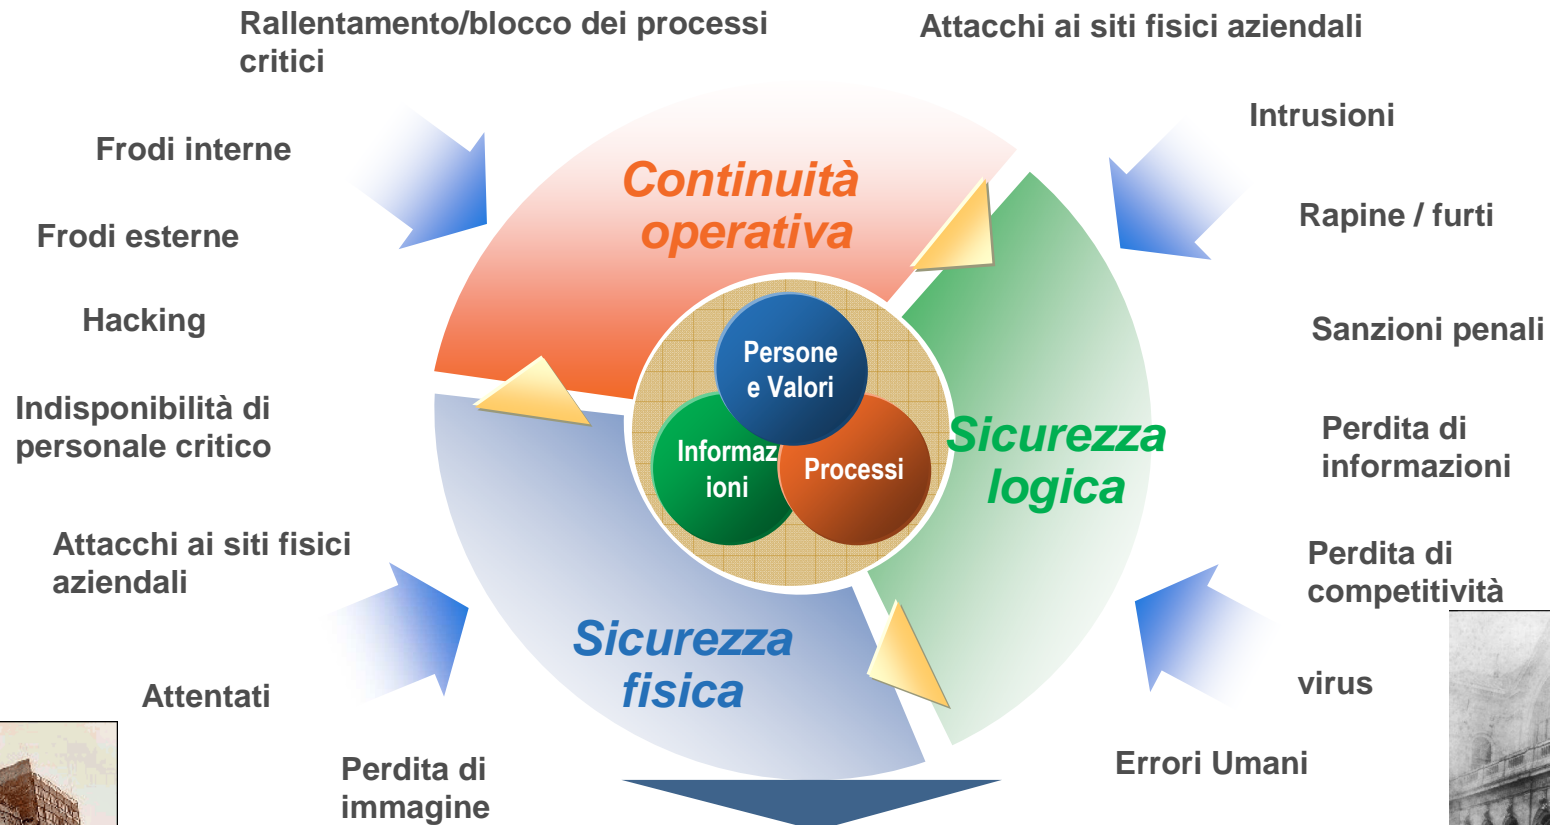 Rallentamento/blocco dei processi
critici
Attacchi ai siti fisici aziendali
Frodi interne
Intrusioni
Continuità
operativa
Frodi esterne
Rapine / furti
Hacking
Sanzioni penali
Persone
e Valori
Indisponibilità di
personale critico
Informaz
ioni
Processi
Sicurezza
logica
Perdita di
informazioni
Attacchi ai siti fisici
aziendali
Perdita di
competitività
Sicurezza
fisica
Attentati
virus
Perdita di
immagine
Errori Umani